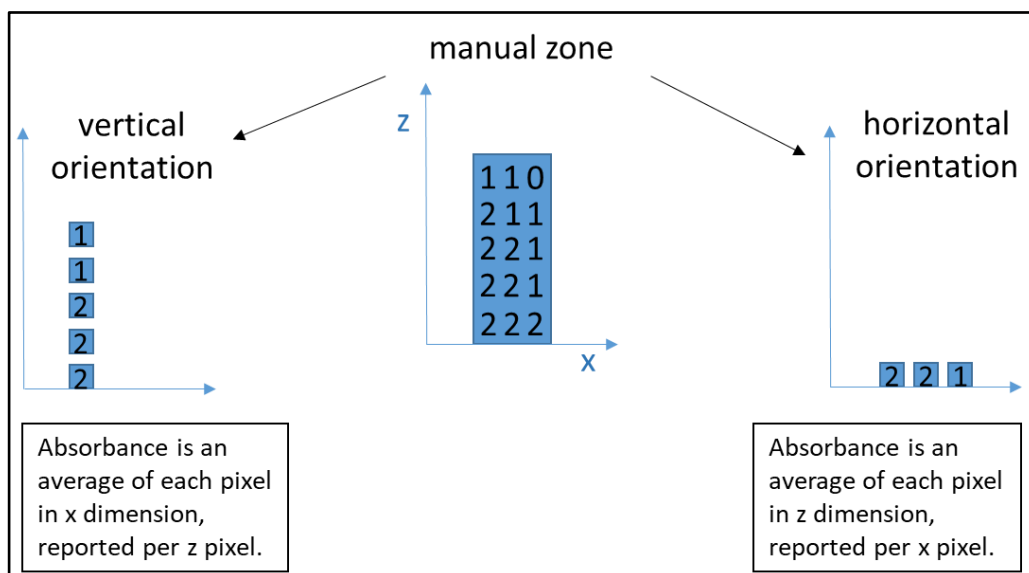 manual zone
vertical
orientation
1
1
2
2
2
z
1 1 0
2 1 1
2 2 1
2 2 1
2 2 2
x
horizontal
orientation
2 2 1
Absorbance is an
average of each pixel
in x dimension,
reported per z pixel.
Absorbance is an
average of each pixel
in z dimension,
reported per x pixel.